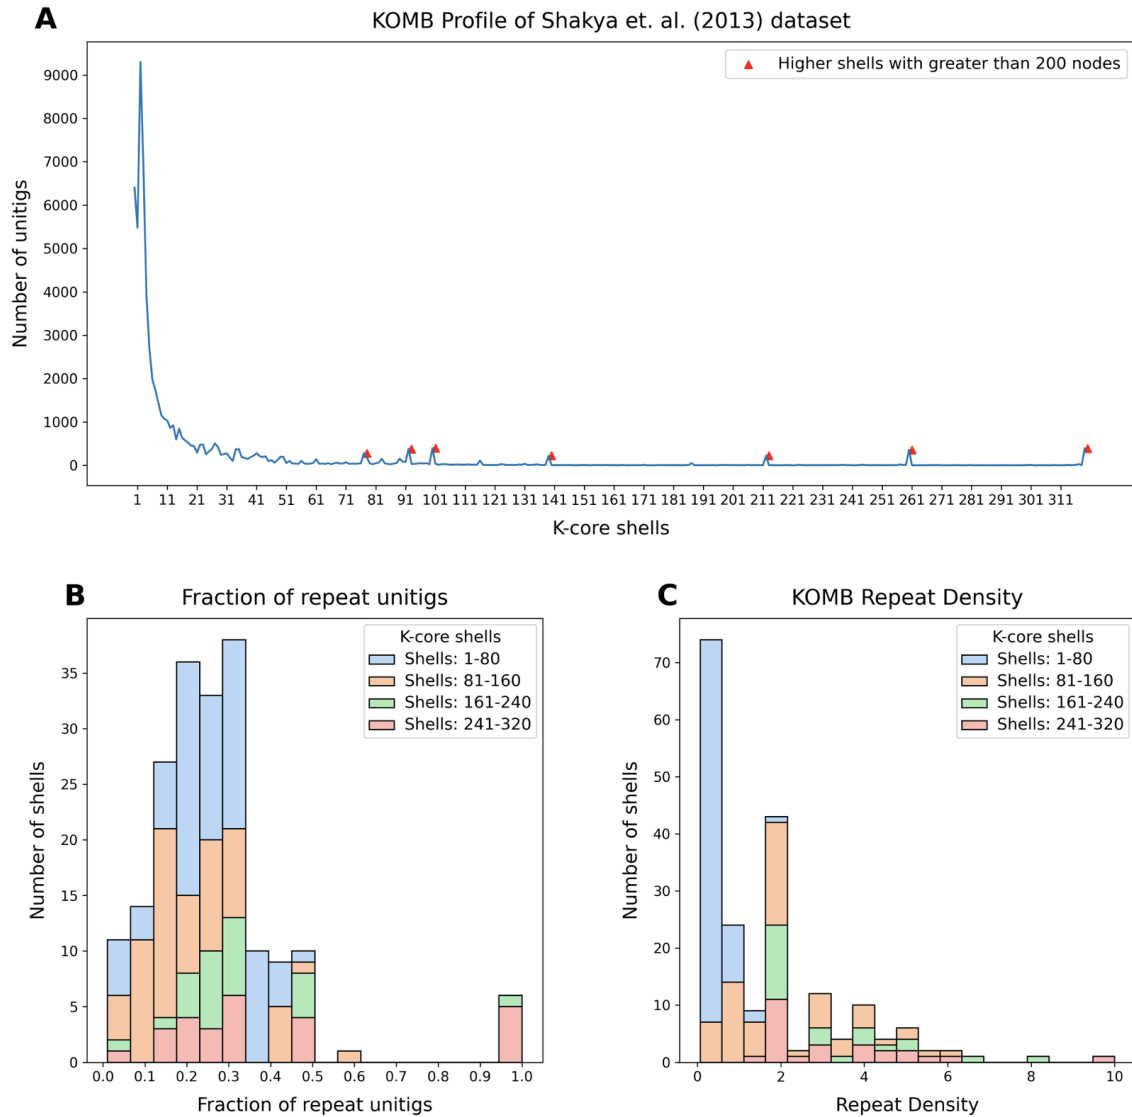 A
KOMB Profile of Shakya et. al. (2013) dataset
Higher shells with greater than 200 nodes
Number of unitigs
9000
8000
7000
6000
5000
4000
3000
2000
1000
0
1 11 21 31 41 51 61 71 81 91 101 111 121 131 141 151 161 171 181 191 201 211 221 231 241 251 261 271 281 291 301 311
K-core shells
B
Fraction of repeat unitigs
K-core shells
Shells: 1-80
Shells: 81-160
Shells: 161-240
Shells: 241-320
Number of shells
35
30
25
20
15
10
5
0
0.0 0.1 0.2 0.3 0.4 0.5 0.6 0.7 0.8 0.9 1.0
Fraction of repeat unitigs
C
KOMB Repeat Density
K-core shells
Shells: 1-80
Shells: 81-160
Shells: 161-240
Shells: 241-320
Number of shells
70
60
50
40
30
20
10
0
0 2 4 6 8 10
Repeat Density